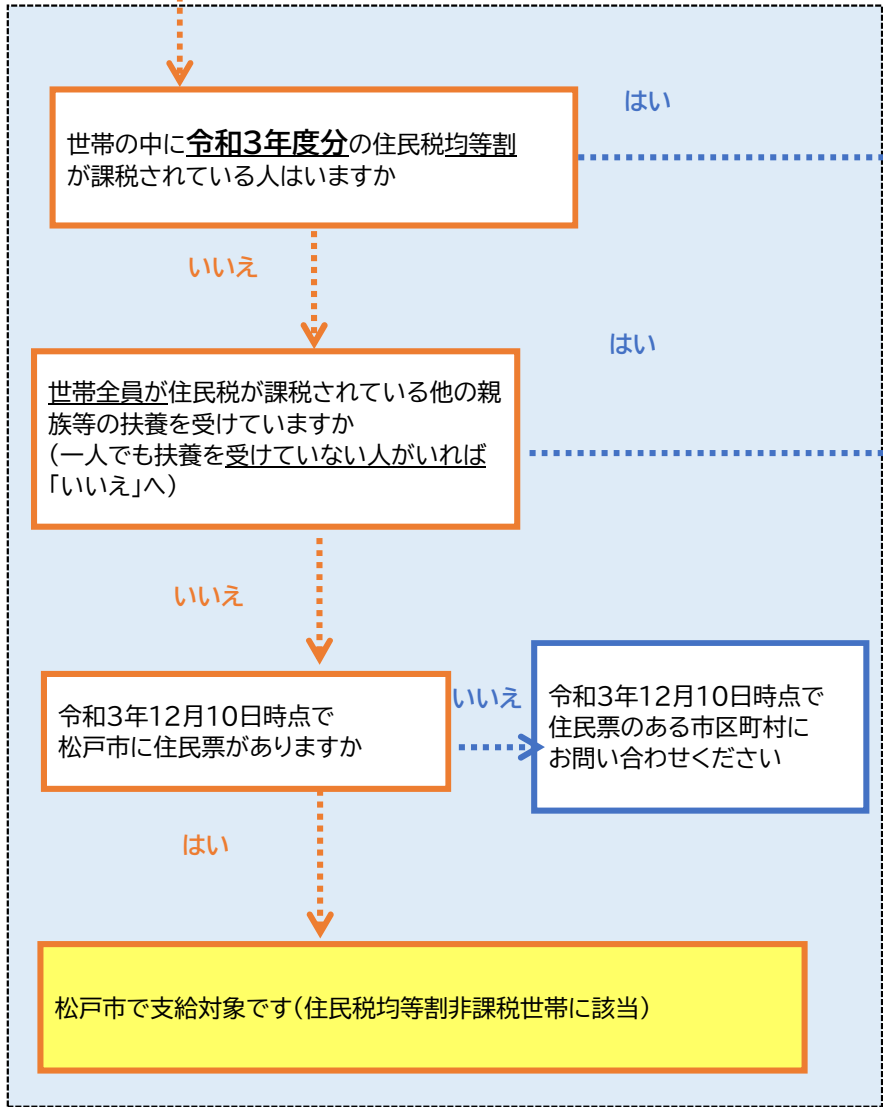 はい
世帯の中に令和3年度分の住民税均等割
が課税されている人はいますか
いいえ
はい
世帯全員が住民税が課税されている他の親
族等の扶養を受けていますか
(一人でも扶養を受けていない人がいれば
「いいえ」へ)
いいえ
令和3年12月10日時点で
松戸市に住民票がありますか
いいえ
令和3年12月10日時点で
住民票のある市区町村に
お問い合わせください
はい
松戸市で支給対象です(住民税均等割非課税世帯に該当)